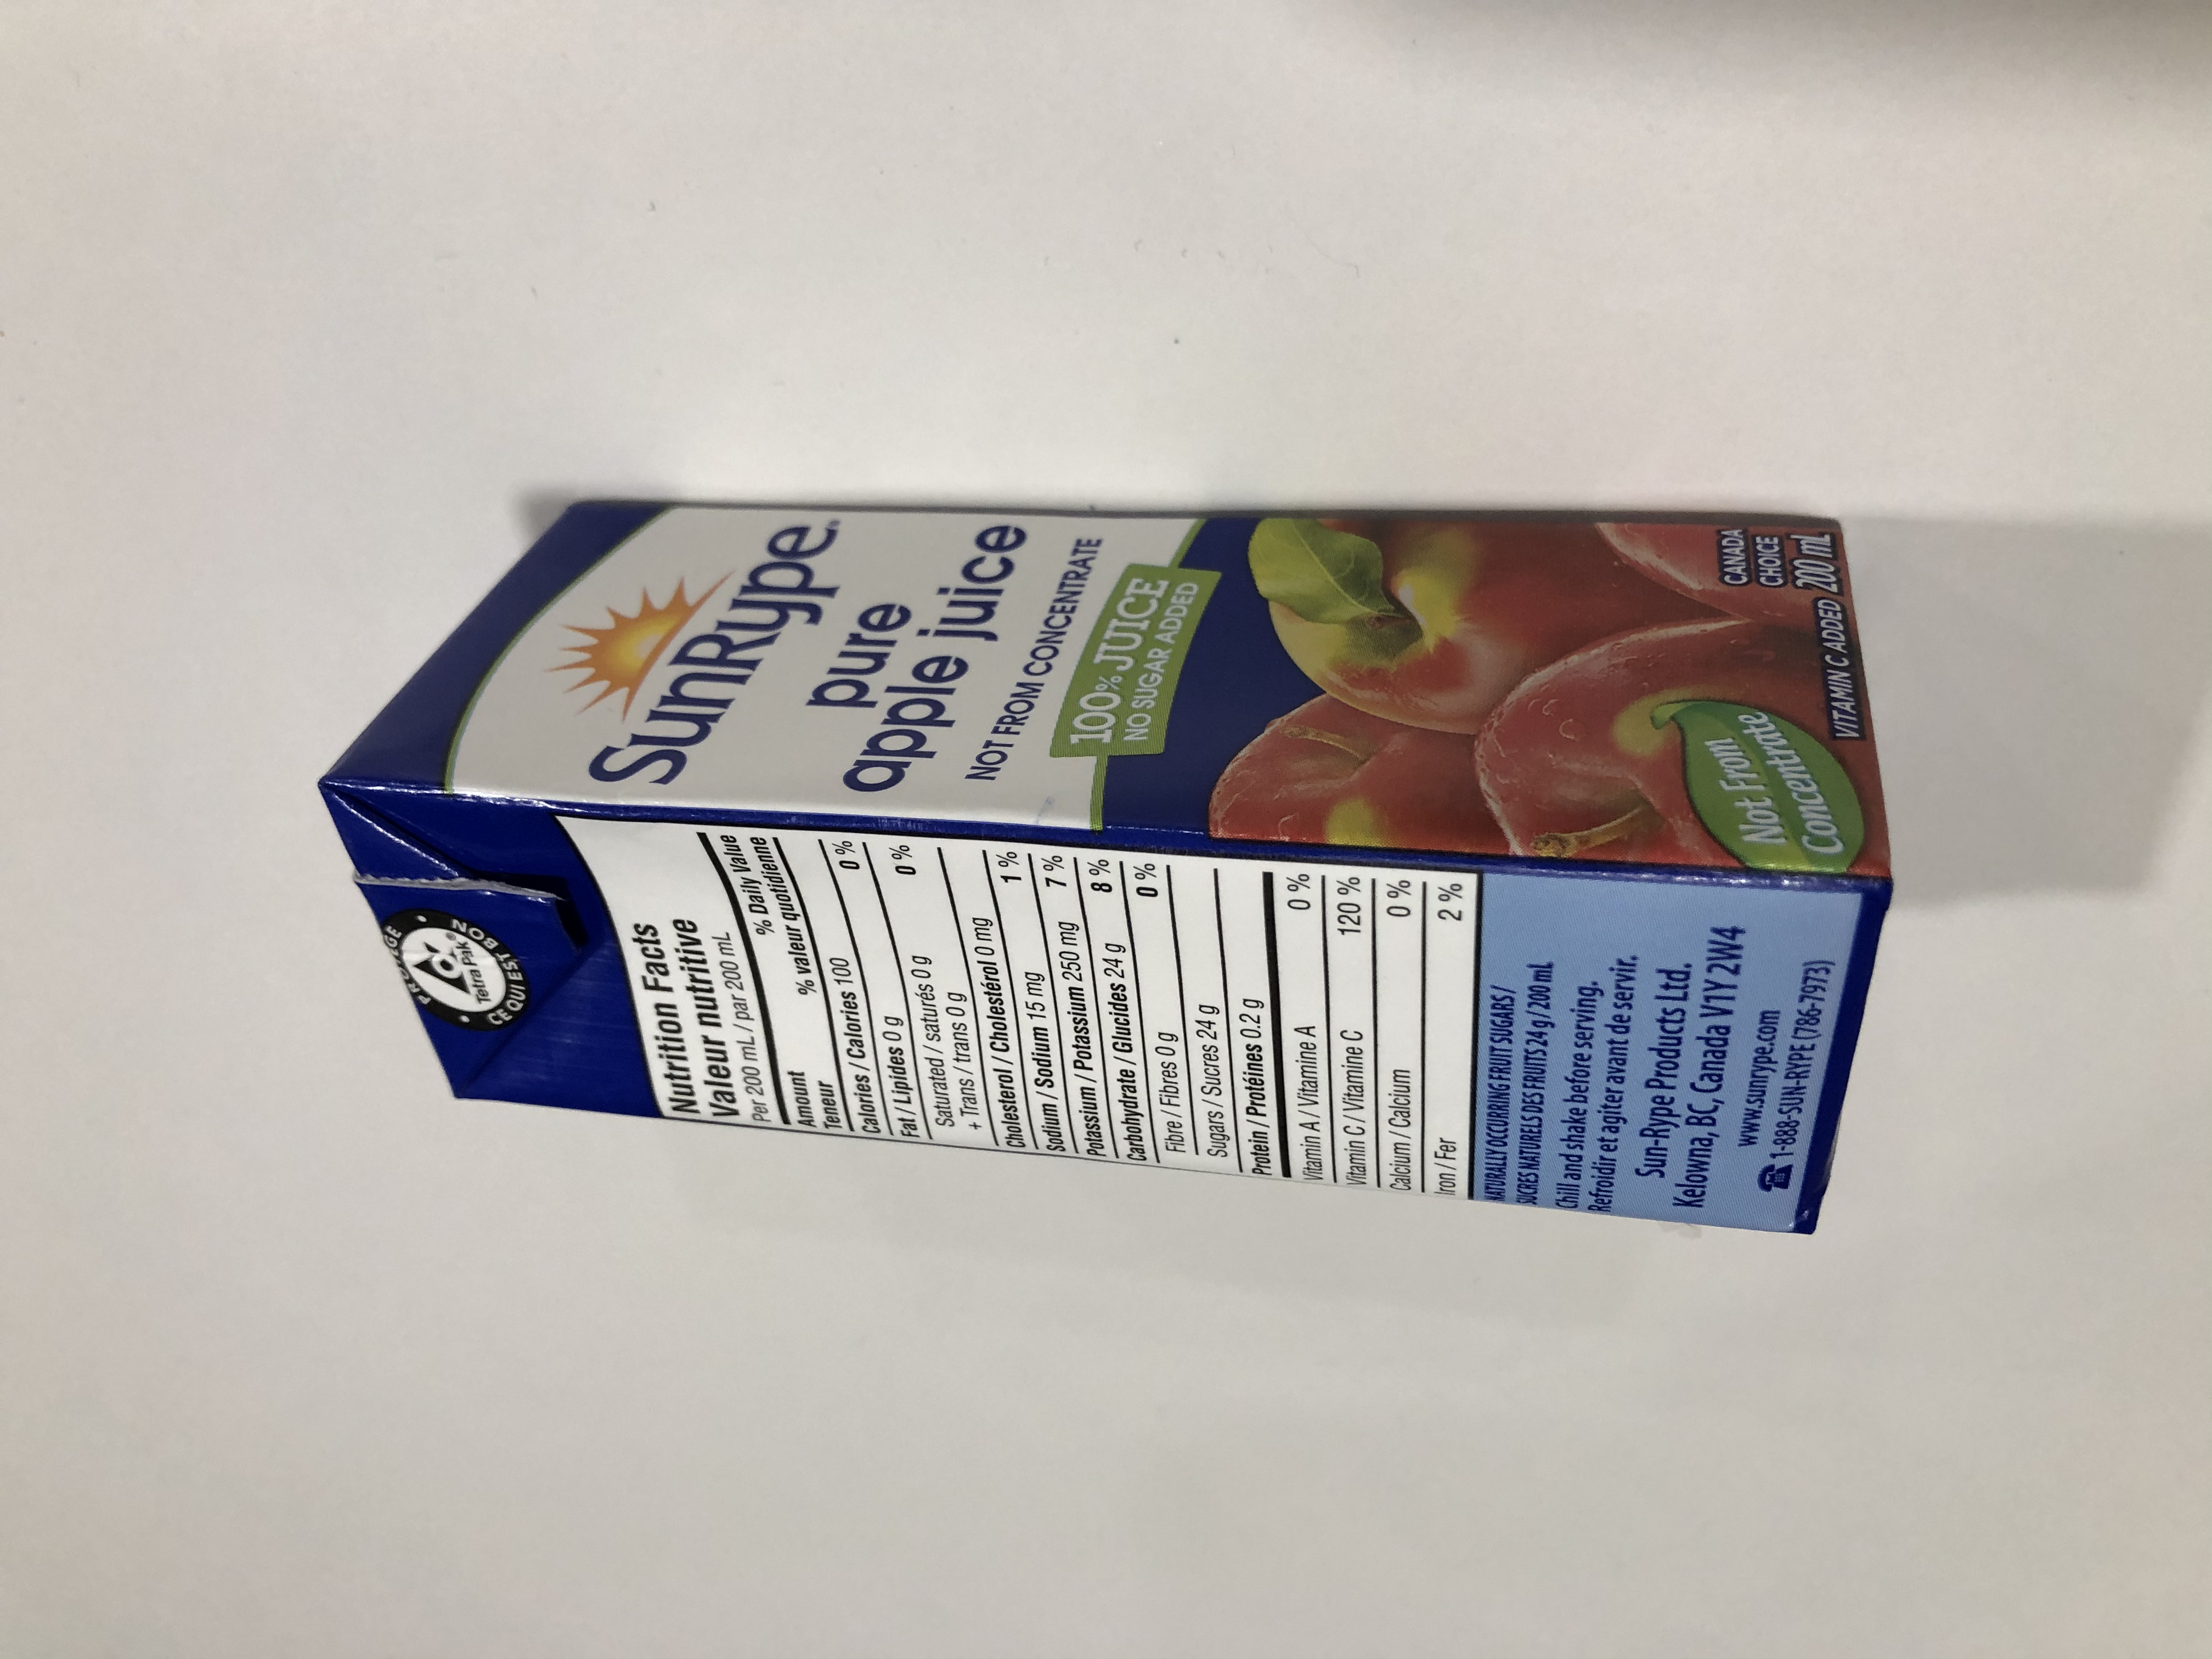 PROTÈGE
Tetra Pak®
CE QUI EST BON
Nutrition Facts
Valeur nutritive
Per 200 mL / par 200 mL
Amount
Teneur
% Daily Value
% valeur quotidienne
Calories / Calories 100
Fat / Lipides 0 g 0 %
Saturated / saturés 0 g
+ Trans / trans 0 g 0 %
Cholesterol / Cholestérol 0 mg
Sodium / Sodium 15 mg 1 %
Potassium / Potassium 250 mg 7 %
Carbohydrate / Glucides 24 g 8 %
Fibre / Fibres 0 g 0 %
Sugars / Sucres 24 g
Protein / Protéines 0.2 g
Vitamin A / Vitamine A 0 %
Vitamin C / Vitamine C 120 %
Calcium / Calcium 0 %
Iron / Fer 2 %
NATURALLY OCCURRING FRUIT SUGARS /
SUCRES NATURELS DES FRUITS 24 g / 200 mL
Chill and shake before serving.
Refroidir et agiter avant de servir.
Sun-Rype Products Ltd.
Kelowna, BC, Canada V1Y 2W4
www.sunrype.com
1-888-SUN-RYPE (786-7973)
SunRype
pure
apple juice
NOT FROM CONCENTRATE
100% JUICE
NO SUGAR ADDED
Not From
Concentrate
CANADA
CHOICE
VITAMIN C ADDED 200 mL